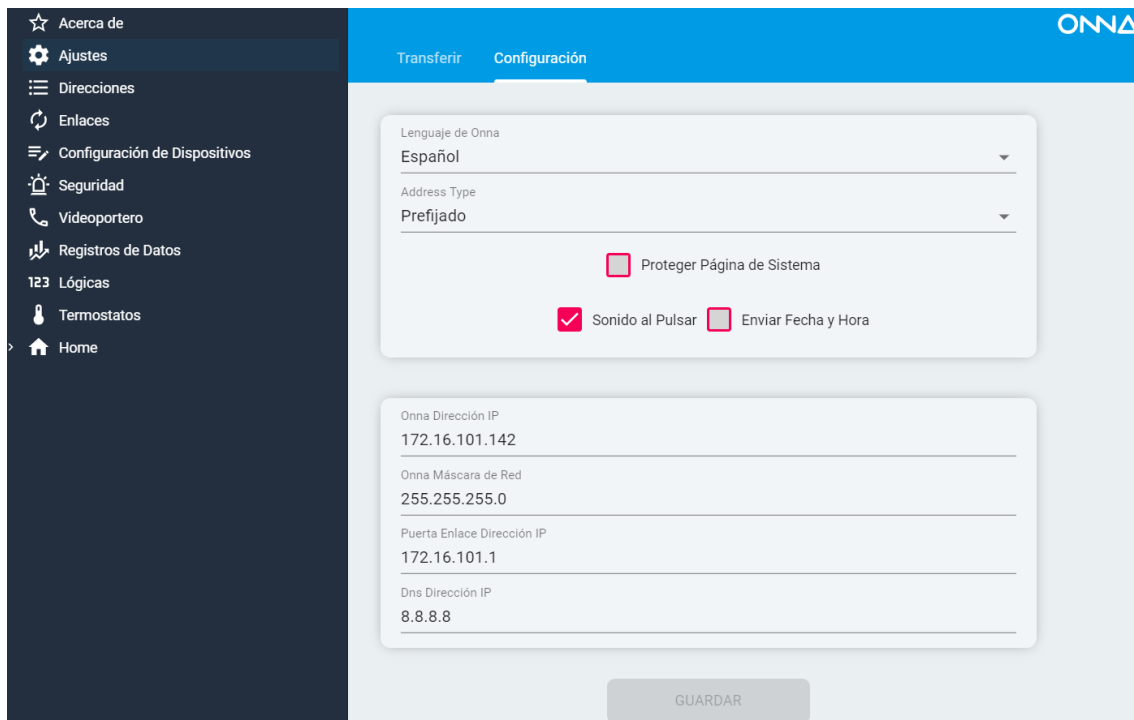 Acerca de
Ajustes
Direcciones
Enlaces
Configuración de Dispositivos
Seguridad
Videoportero
Registros de Datos
123 Lógicas
Termostatos
Home
ONNA
Transferir Configuración
Lenguaje de Onna
Español
Address Type
Prefijado
Proteger Página de Sistema
Sonido al Pulsar Enviar Fecha y Hora
Onna Dirección IP
172.16.101.142
Onna Máscara de Red
255.255.255.0
Puerta Enlace Dirección IP
172.16.101.1
Dns Dirección IP
8.8.8.8
GUARDAR